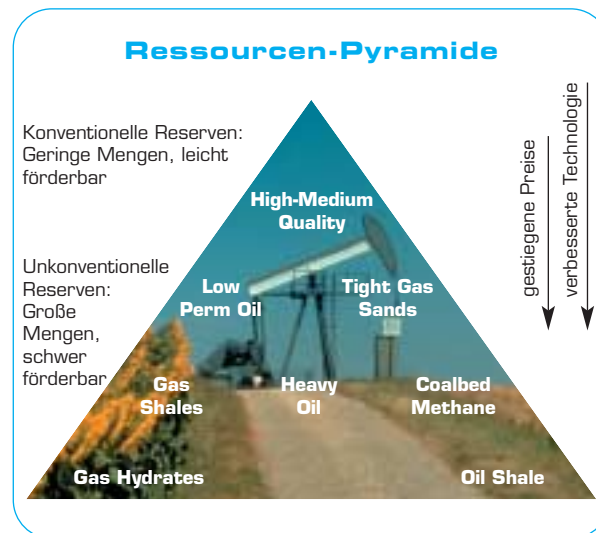 Ressourcen-Pyramide
Konventionelle Reserven:
Geringe Mengen, leicht
förderbar
High-Medium
Quality
Unkonventionelle
Reserven:
Große
Mengen,
schwer
förderbar
Low
Perm Oil
Tight Gas
Sands
Gas
Shales
Heavy
Oil
Coalbed
Methane
Gas Hydrates
Oil Shale
gestiegene Preise
verbesserte Technologie